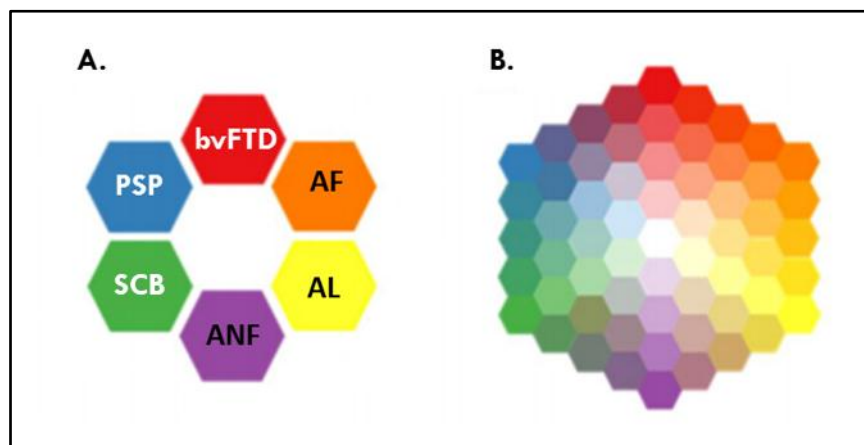 A.
B.
bvFTD
PSP
AF
SCB
AL
ANF